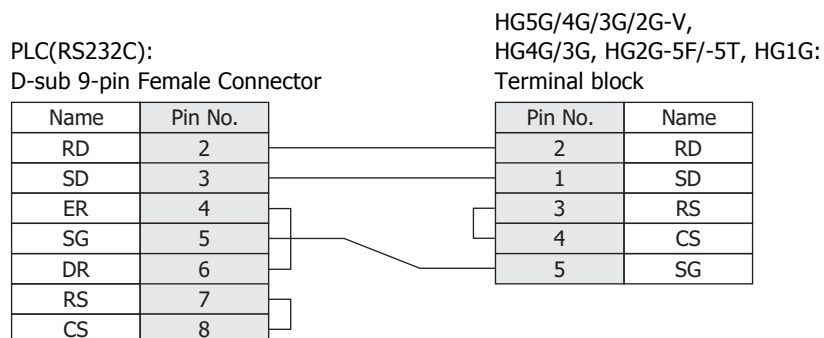 PLC(RS232C):
D-sub 9-pin Female Connector
Name Pin No.
RD 2
SD 3
ER 4
SG 5
DR 6
RS 7
CS 8
HG5G/4G/3G/2G-V,
HG4G/3G, HG2G-5F/-5T, HG1G:
Terminal block
Pin No. Name
2 RD
1 SD
3 RS
4 CS
5 SG